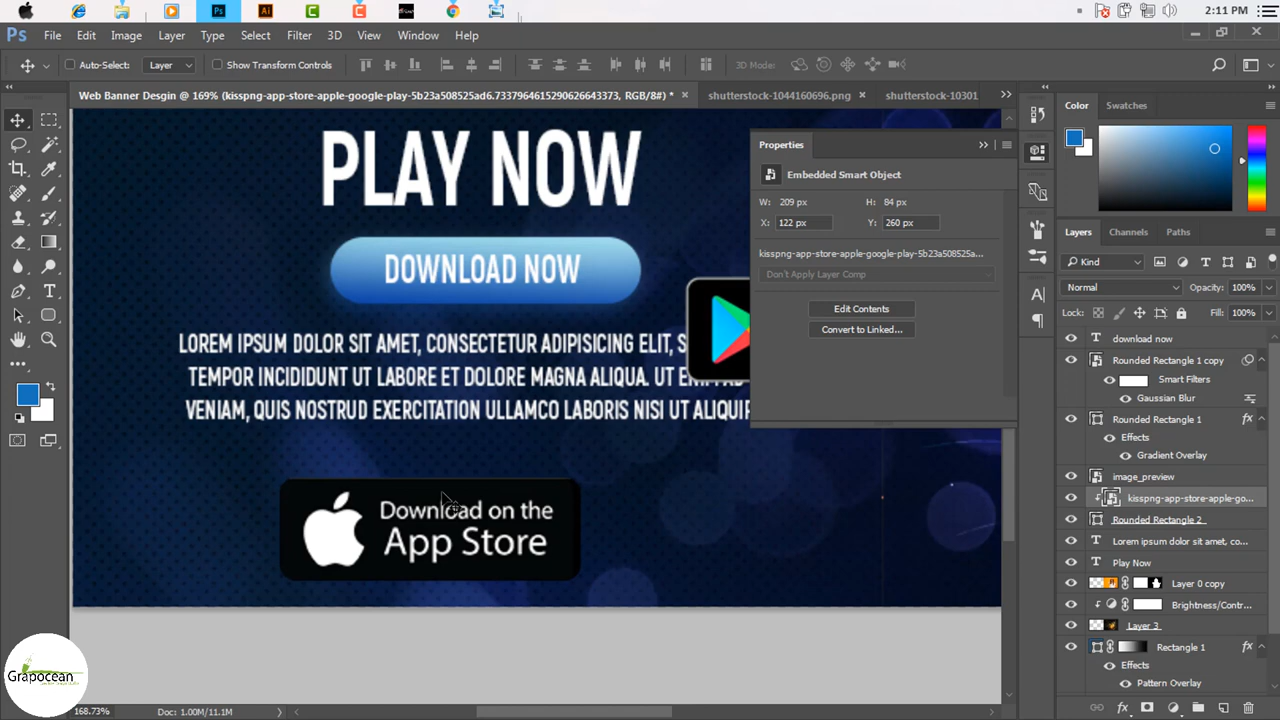 2:11 PM
Ps File Edit Image Layer Type Select Filter 3D View Window Help
Auto-Select: Layer Show Transform Controls 3D Mode:
Web Banner Desgin @ 169% (kisspng-app-store-apple-google-play-5b23a508525ad6.7337964615290626643373, RGB/8#) * × shutterstock-1044160696.png × shutterstock-10301
PLAY NOW
DOWNLOAD NOW
LOREM IPSUM DOLOR SIT AMET, CONSECTETUR ADIPISICING ELIT, S
TEMPOR INCIDIDUNT UT LABORE ET DOLORE MAGNA ALIQUA. UT ENIM AD
VENIAM, QUIS NOSTRUD EXERCITATION ULLAMCO LABORIS NISI UT ALIQUIP
Download on the
App Store
Properties
Embedded Smart Object
W: 209 px H: 84 px
X: 122 px Y: 260 px
kisspng-app-store-apple-google-play-5b23a508525a...
Don't Apply Layer Comp
Edit Contents
Convert to Linked...
Color Swatches
Layers Channels Paths
Kind
Normal Opacity: 100%
Lock: Fill: 100%
download now
Rounded Rectangle 1 copy
Smart Filters
Gaussian Blur
Rounded Rectangle 1 fx
Effects
Gradient Overlay
image_preview
kisspng-app-store-apple-go...
Rounded Rectangle 2
Lorem ipsum dolor sit amet, co...
Play Now
Layer 0 copy
Brightness/Contr...
Layer 3
Rectangle 1 fx
Effects
Pattern Overlay
Grapocean
168.73% Doc: 1.00M/11.1M